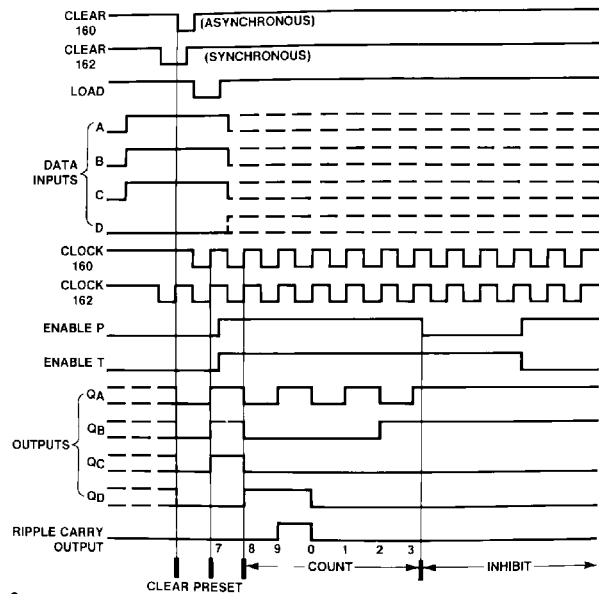 CLEAR
160
(ASYNCHRONOUS)
CLEAR
162
(SYNCHRONOUS)
LOAD
A
B
DATA
INPUTS
C
D
CLOCK
160
CLOCK
162
ENABLE P
ENABLE T
QA
QB
OUTPUTS
QC
QD
RIPPLE CARRY
OUTPUT
7 8 9 0 1 2 3
COUNT
INHIBIT
CLEAR PRESET